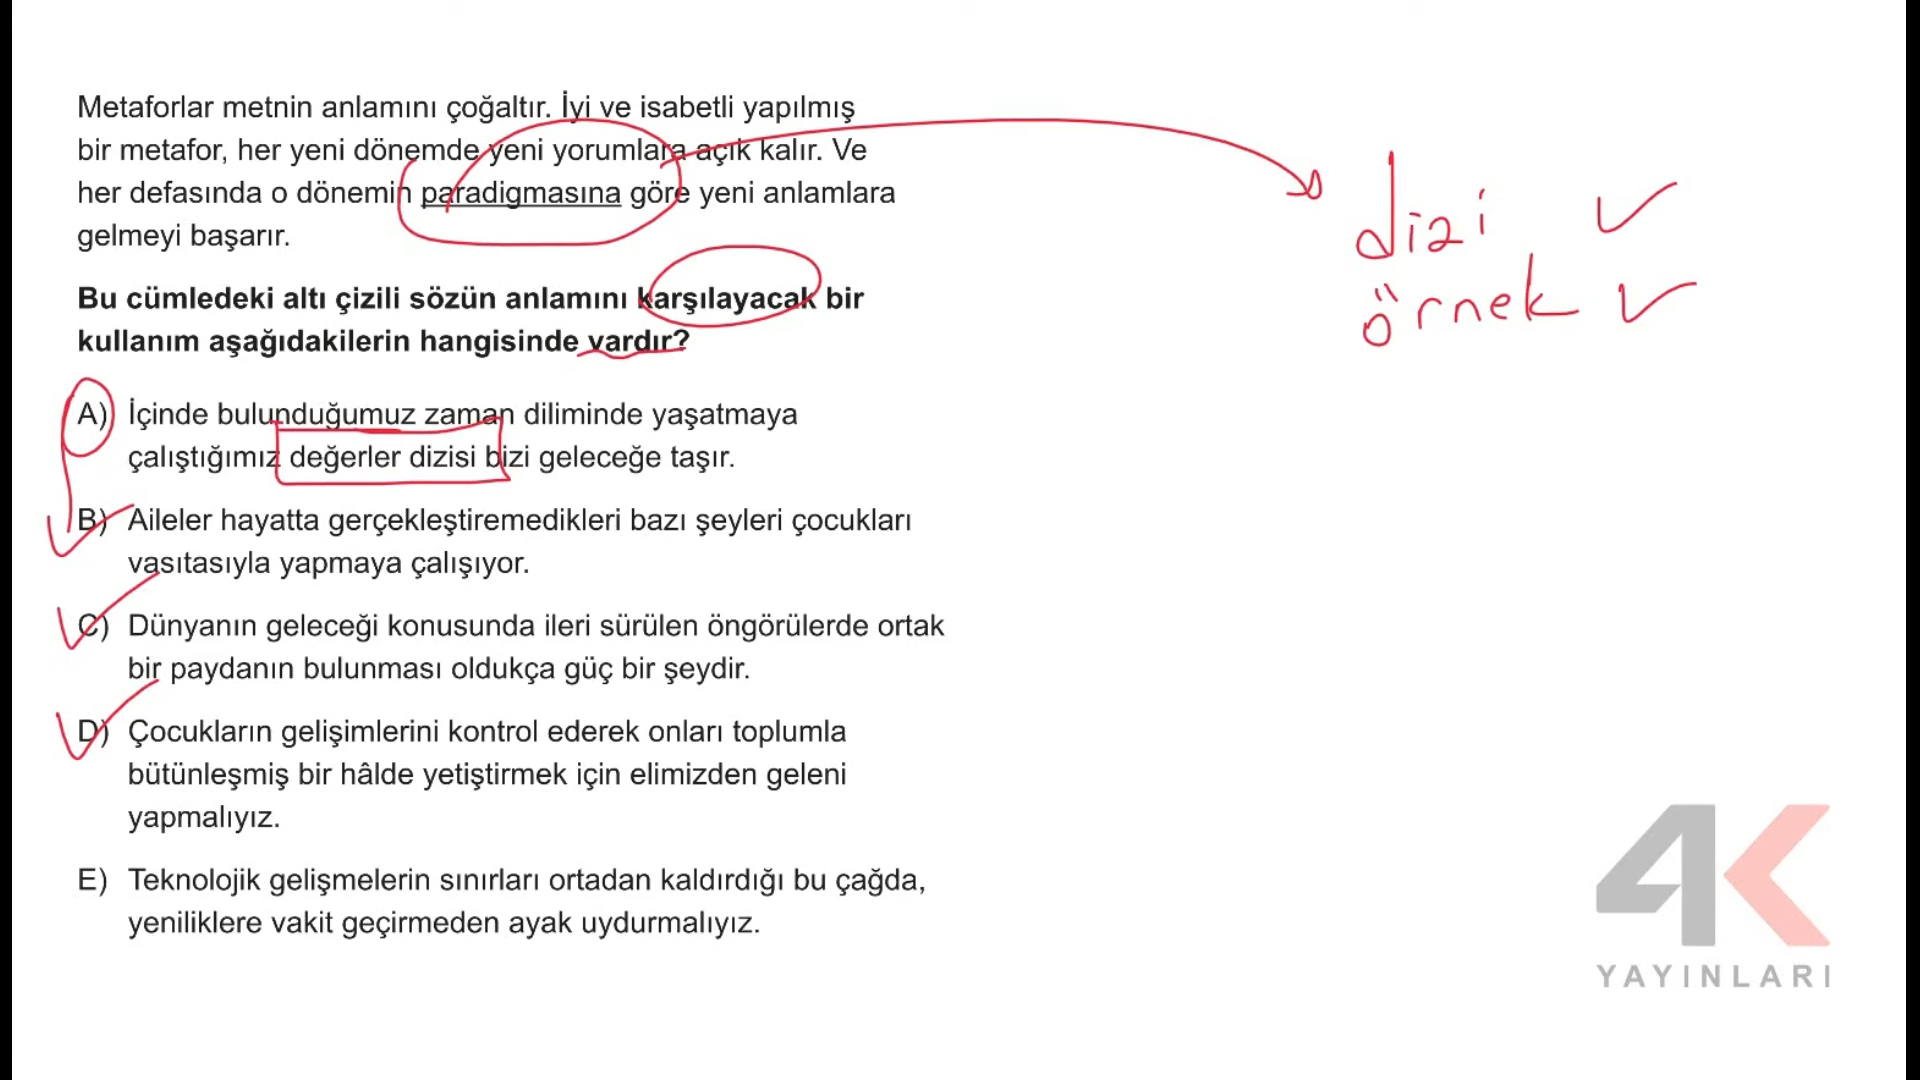 Metaforlar metnin anlamını çoğaltır. İyi ve isabetli yapılmış
bir metafor, her yeni dönemde yeni yorumlara açık kalır. Ve
her defasında o dönemin paradigmasına göre yeni anlamlara
gelmeyi başarır.
dizi
örnek
Bu cümledeki altı çizili sözün anlamını karşılayacak bir
kullanım aşağıdakilerin hangisinde vardır?
A) İçinde bulunduğumuz zaman diliminde yaşatmaya
çalıştığımız değerler dizisi bizi geleceğe taşır.
B) Aileler hayatta gerçekleştiremedikleri bazı şeyleri çocukları
vasıtasıyla yapmaya çalışıyor.
C) Dünyanın geleceği konusunda ileri sürülen öngörülerde ortak
bir paydanın bulunması oldukça güç bir şeydir.
D) Çocukların gelişimlerini kontrol ederek onları toplumla
bütünleşmiş bir hâlde yetiştirmek için elimizden geleni
yapmalıyız.
E) Teknolojik gelişmelerin sınırları ortadan kaldırdığı bu çağda,
yeniliklere vakit geçirmeden ayak uydurmalıyız.
4K
YAYINLARI